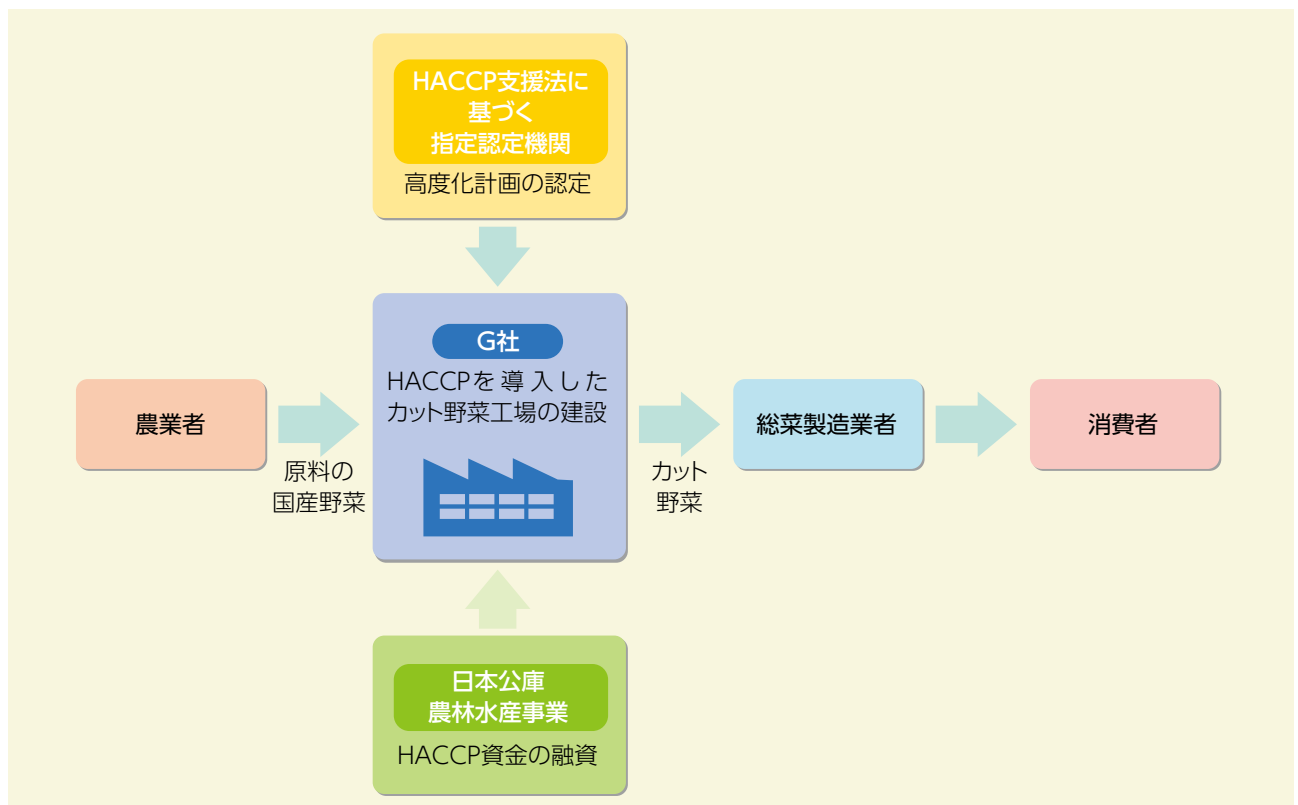 HACCP支援法に
基づく
指定認定機関
高度化計画の認定
農業者
原料の
国産野菜
G社
HACCPを導入した
カット野菜工場の建設
カット
野菜
総菜製造業者
消費者
日本公庫
農林水産事業
HACCP資金の融資